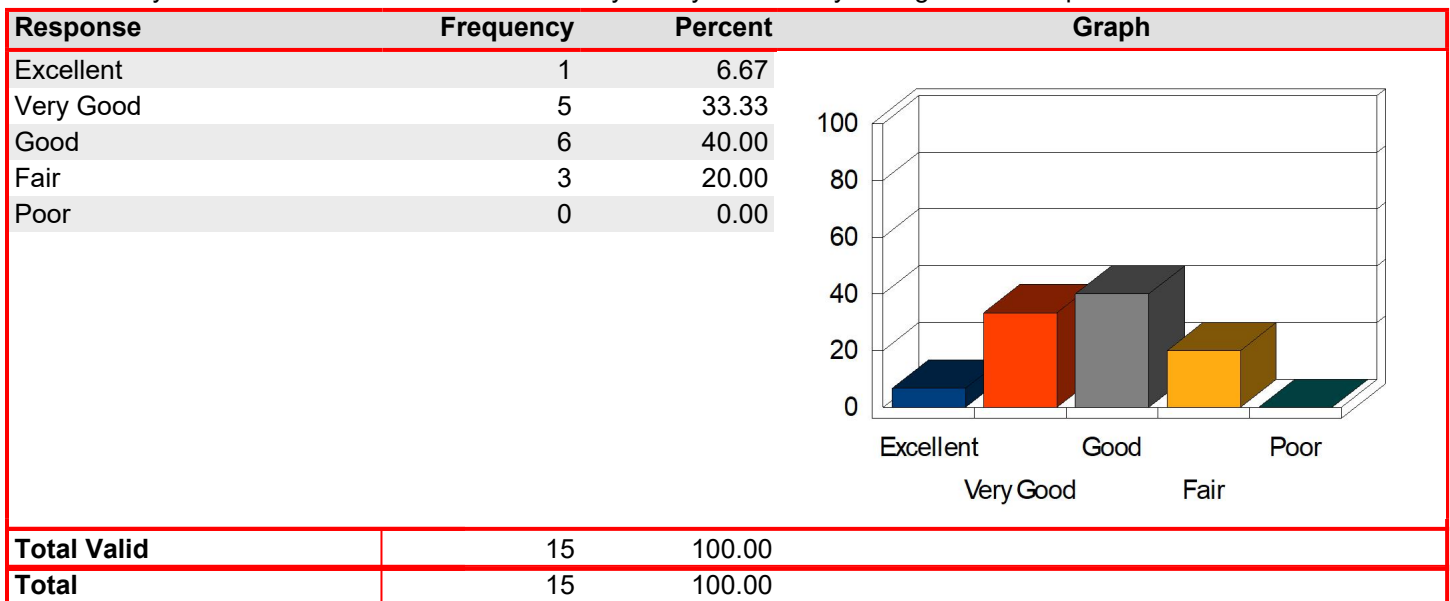 Response Frequency Percent Graph
Excellent 1 6.67
Very Good 5 33.33
Good 6 40.00
Fair 3 20.00
Poor 0 0.00
100
80
60
40
20
0
Excellent Good Poor
Very Good Fair
Total Valid 15 100.00
Total 15 100.00